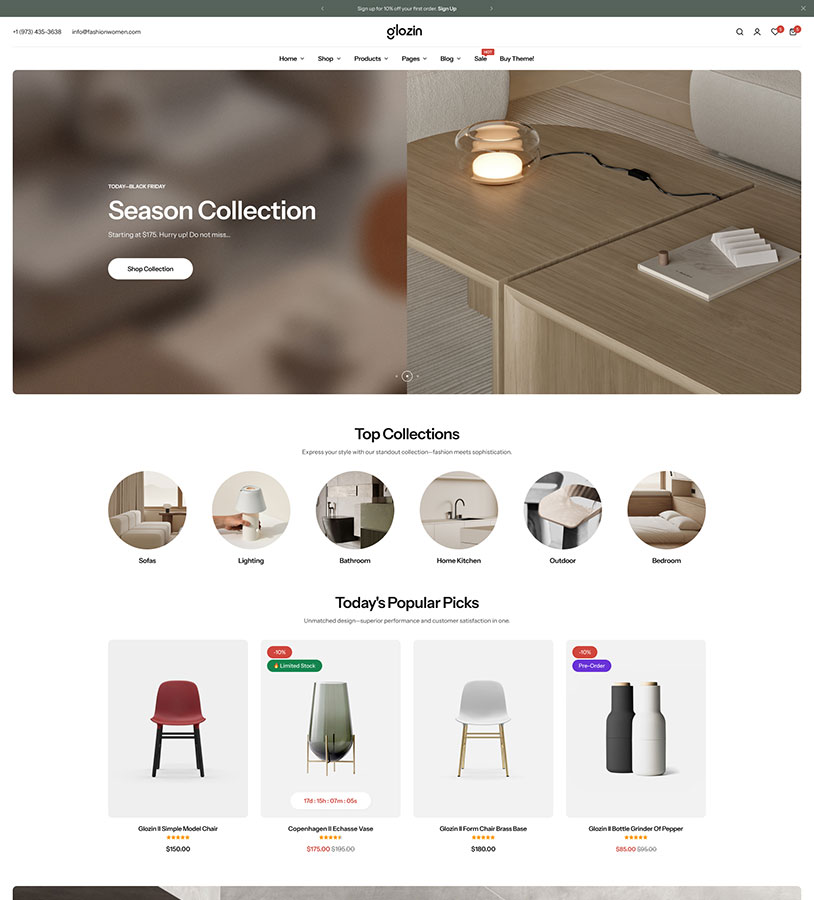 Sign up for 10% off your first order. Sign Up
+1 (973) 435-3638 info@fashionwomen.com
glozin
Home Shop Products Pages Blog Sale HOT Buy Theme!
TODAY–BLACK FRIDAY
Season Collection
Starting at $175. Hurry up! Do not miss...
Shop Collection
Top Collections
Express your style with our standout collection—fashion meets sophistication.
Sofas Lighting Bathroom Home Kitchen Outdoor Bedroom
Today's Popular Picks
Unmatched design—superior performance and customer satisfaction in one.
-10% -10%
Limited Stock Pre-Order
17d : 15h : 07m : 05s
Glozin II Simple Model Chair Copenhagen II Echasse Vase Glozin II Form Chair Brass Base Glozin II Bottle Grinder Of Pepper
$150.00 $175.00 $195.00 $180.00 $85.00 $95.00